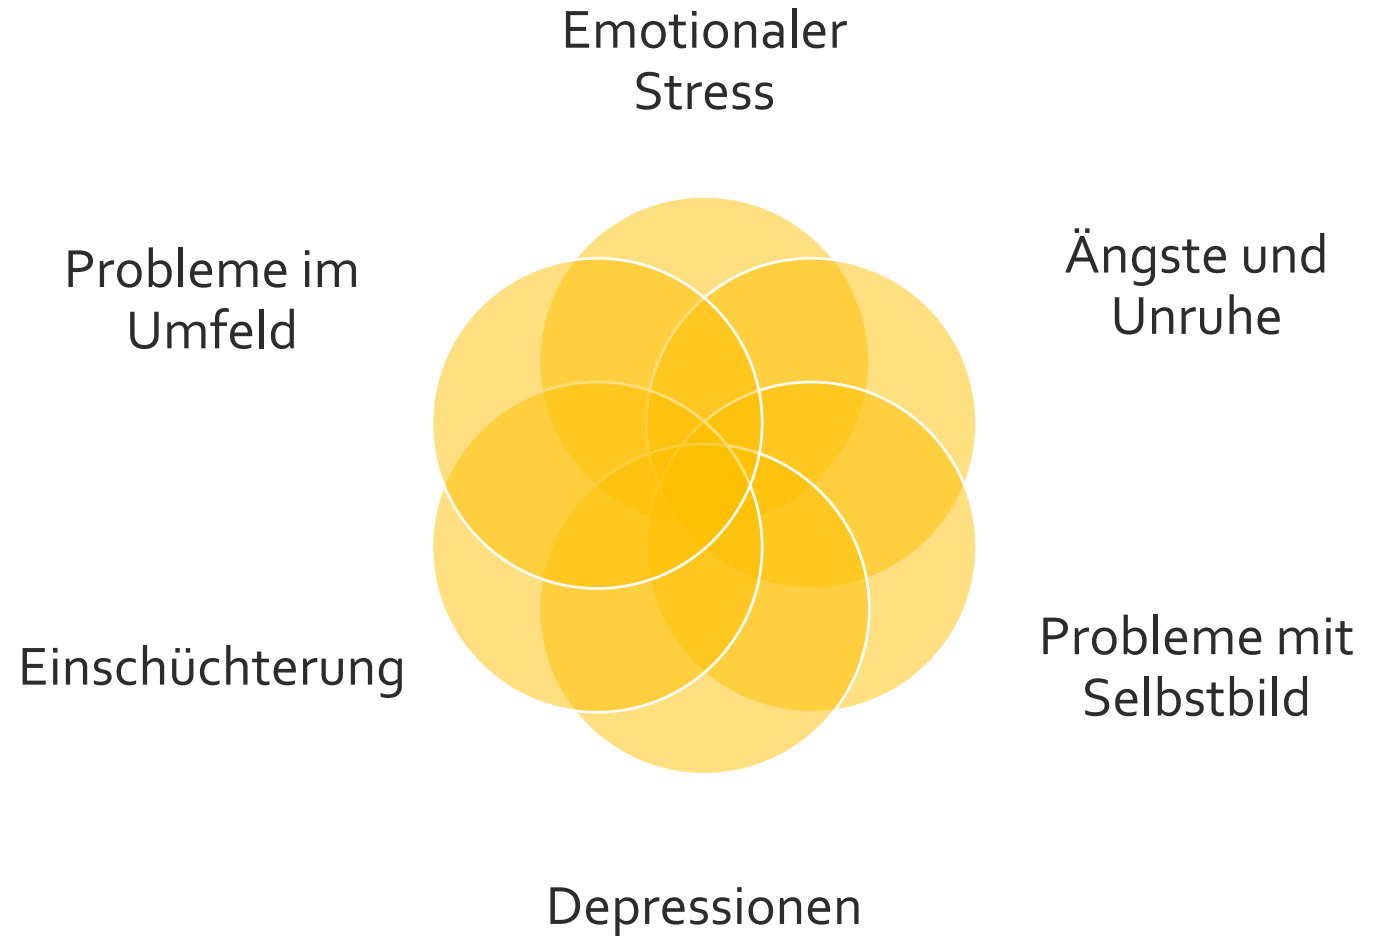 Emotionaler
Stress
Ängste und
Unruhe
Probleme mit
Selbstbild
Depressionen
Einschüchterung
Probleme im
Umfeld